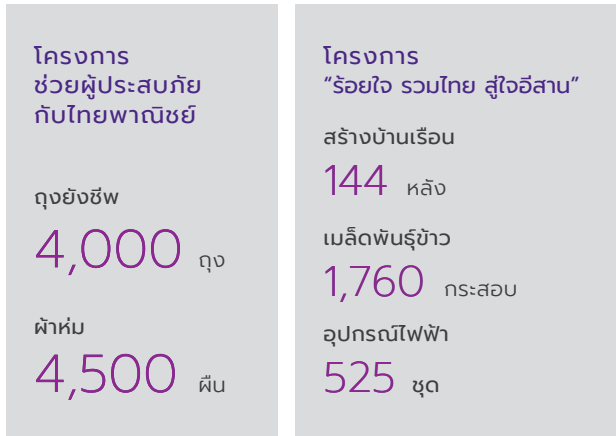 โครงการ
ช่วยผู้ประสบภัย
กับไทยพาณิชย์
ถุงยังชีพ
4,000 ถุง
ผ้าห่ม
4,500 ผืน
โครงการ
“ร้อยใจ รวมไทย สู่ใจอีสาน”
สร้างบ้านเรือน
144 หลัง
เมล็ดพันธุ์ข้าว
1,760 กระสอบ
อุปกรณ์ไฟฟ้า
525 ชุด